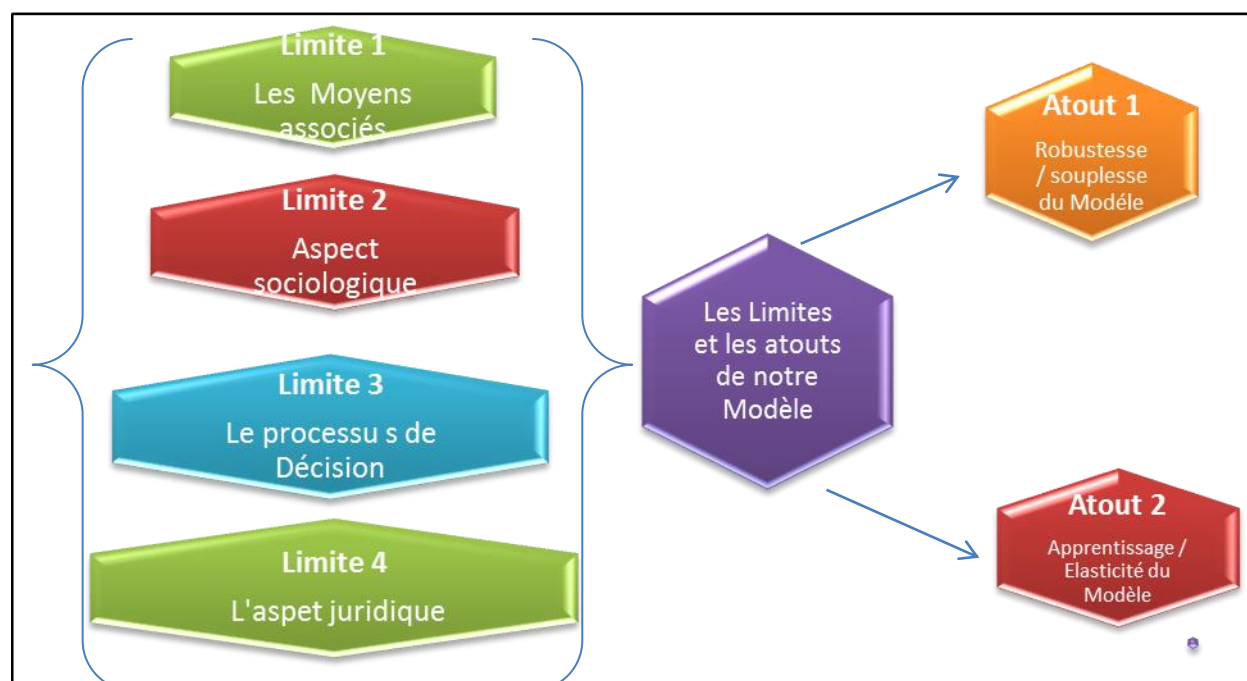 Limite 1
Les Moyens
associés
Limite 2
Aspect
sociologique
Limite 3
Le processu s de
Décision
Limite 4
L'aspet juridique
Les Limites
et les atouts
de notre
Modèle
Atout 1
Robustesse
/ souplesse
du Modéle
Atout 2
Apprentissage /
Elasticité du
Modèle